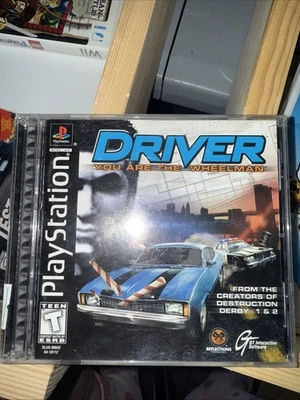 Wii
PlayStation
DRIVER
YOU ARE THE WHEELMAN
PlayStation
FROM THE
CREATORS OF
DESTRUCTION
DERBY 1 & 2
TEEN
T
ESRB
REFLECTIONS
GT Interactive
Software